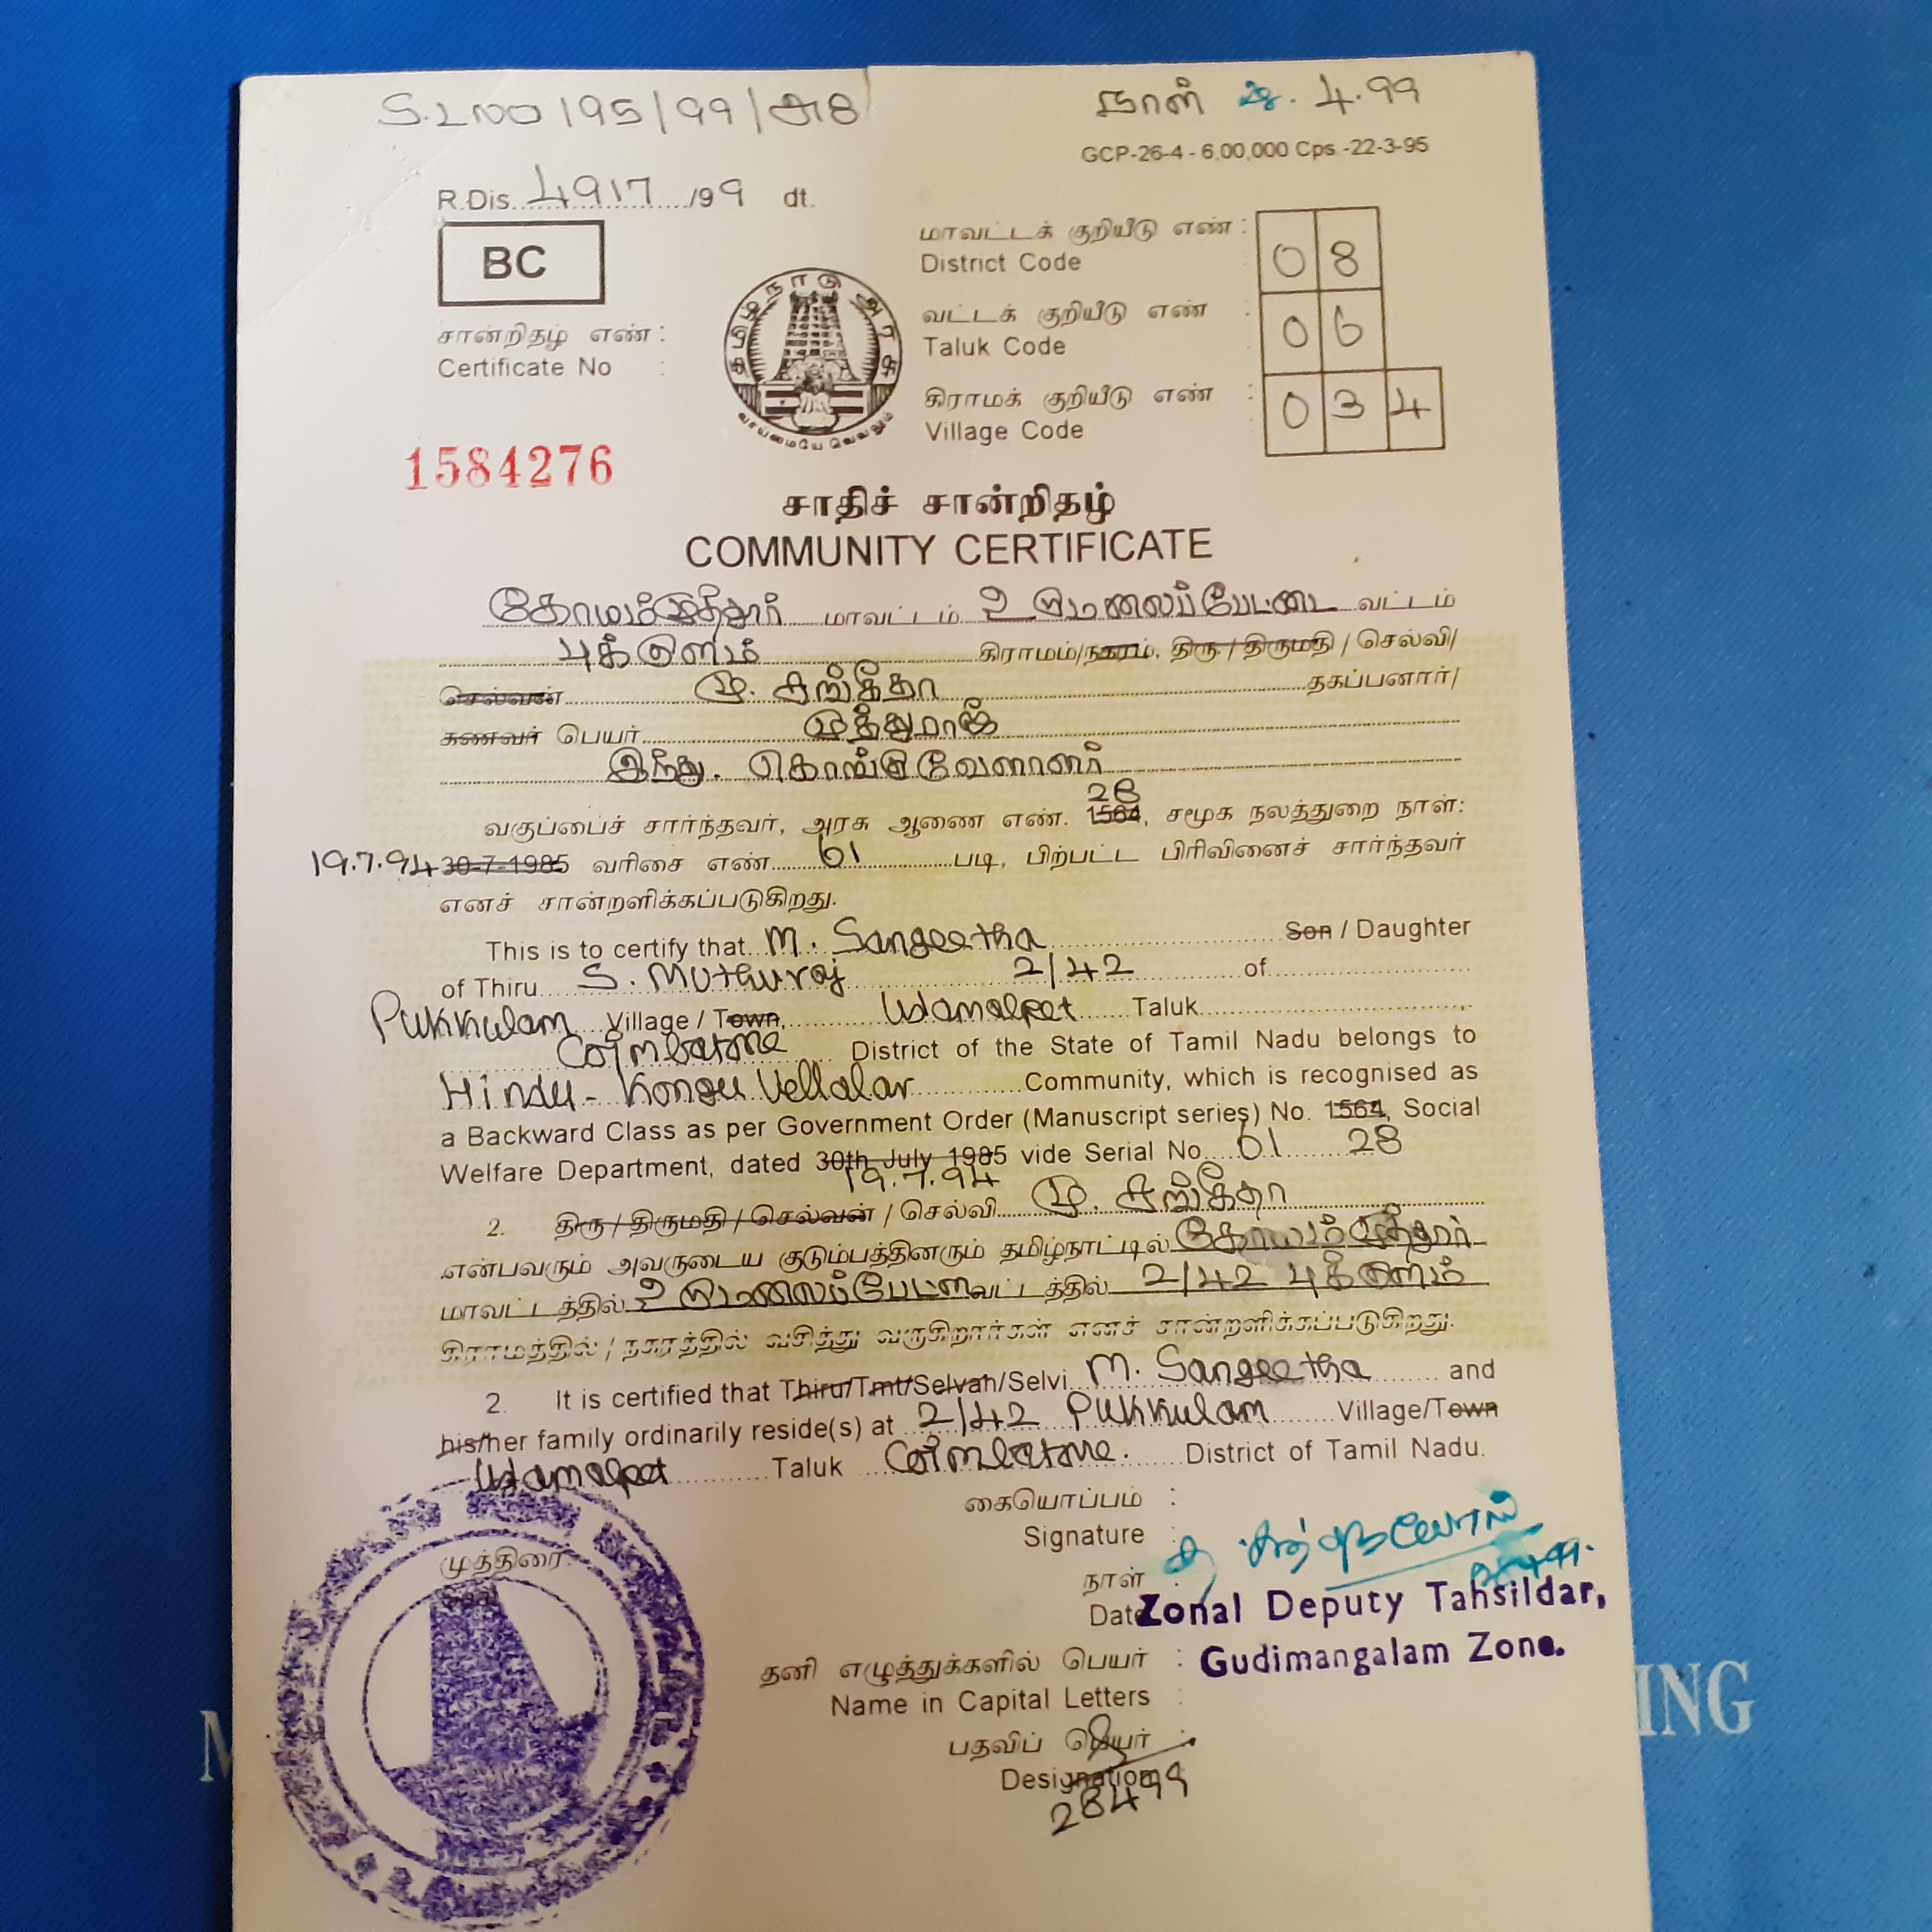 S.L No 195/99/அ8
நாள் 28.4.99
GCP-26-4 - 6,00,000 Cps.-22-3-95
R.Dis. 4917 /99 dt.
BC
மாவட்டக் குறியீடு எண் :
District Code
08
சான்றிதழ் எண் :
Certificate No :
தமிழ்நாடு அரசு
வாய்மையே வெல்லும்
வட்டக் குறியீடு எண் :
Taluk Code
06
கிராமக் குறியீடு எண் :
Village Code :
034
1584276
சாதிச் சான்றிதழ்
COMMUNITY CERTIFICATE
கோயம்முத்தூர் மாவட்டம் உடுமலைப்பேட்டை வட்டம்
புக்குளம் கிராமம்/நகரம், திரு / திருமதி / செல்வி/
செல்வன் மு. சங்கீதா தகப்பனார்/
கணவர் பெயர் முத்துராஜ்
இந்து. கொங்குவேளாளர்
28
வகுப்பைச் சார்ந்தவர், அரசு ஆணை எண். 1564, சமூக நலத்துறை நாள்:
19.7.94 30-7-1985 வரிசை எண் 61 படி, பிற்பட்ட பிரிவினைச் சார்ந்தவர்
எனச் சான்றளிக்கப்படுகிறது.
This is to certify that M. Sangeetha Son / Daughter
of Thiru S. Muthuraj 2/42 of
Pukkulam Village / Town, Udamalpet Taluk
Coimbatore District of the State of Tamil Nadu belongs to
Hindu - Kongu Vellalar Community, which is recognised as
a Backward Class as per Government Order (Manuscript series) No. 1564, Social
Welfare Department, dated 30th July 1985 vide Serial No. 61 28
19.7.94
2. திரு / திருமதி / செல்வன் / செல்வி மு. சங்கீதா
என்பவரும் அவருடைய குடும்பத்தினரும் தமிழ்நாட்டில் கோயம்முத்தூர்
மாவட்டத்தில் உடுமலைப்பேட்டை வட்டத்தில் 2/42 புக்குளம்
கிராமத்தில் / நகரத்தில் வசித்து வருகிறார்கள் எனச் சான்றளிக்கப்படுகிறது.
2. It is certified that Thiru/Tmt/Selvan/Selvi M. Sangeetha and
his/her family ordinarily reside(s) at 2/42 Pukkulam Village/Town
Udamalpet Taluk Coimbatore. District of Tamil Nadu.
கையொப்பம் :
Signature :
முத்திரை:
Seal
நாள் :
Date
28/4/99.
Zonal Deputy Tahsildar,
Gudimangalam Zone.
தனி எழுத்துக்களில் பெயர் :
Name in Capital Letters :
பதவிப் பெயர் :
Designation :
28499
ING